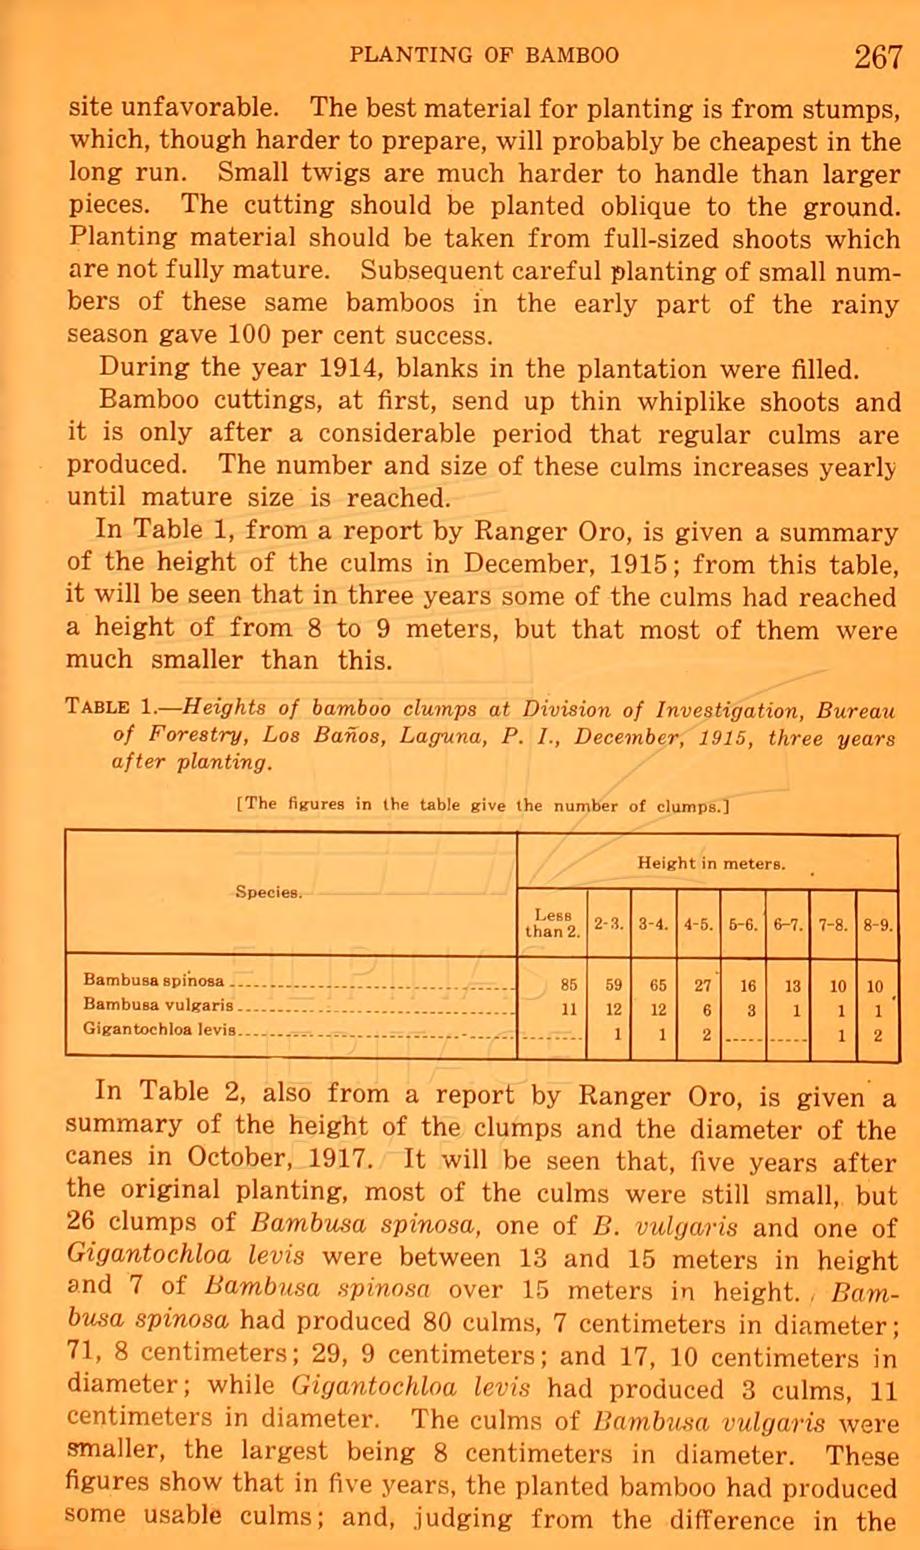 PLANTING OF BAMBOO 267
site unfavorable. The best material for planting is from stumps,
which, though harder to prepare, will probably be cheapest in the
long run. Small twigs are much harder to handle than larger
pieces. The cutting should be planted oblique to the ground.
Planting material should be taken from full-sized shoots which
are not fully mature. Subsequent careful planting of small num-
bers of these same bamboos in the early part of the rainy
season gave 100 per cent success.
During the year 1914, blanks in the plantation were filled.
Bamboo cuttings, at first, send up thin whiplike shoots and
it is only after a considerable period that regular culms are
produced. The number and size of these culms increases yearly
until mature size is reached.
In Table 1, from a report by Ranger Oro, is given a summary
of the height of the culms in December, 1915; from this table,
it will be seen that in three years some of the culms had reached
a height of from 8 to 9 meters, but that most of them were
much smaller than this.
TABLE 1.—Heights of bamboo clumps at Division of Investigation, Bureau
of Forestry, Los Baños, Laguna, P. I., December, 1915, three years
after planting.
[The figures in the table give the number of clumps.]
Species. Height in meters.
Less than 2. 2-3. 3-4. 4-5. 5-6. 6-7. 7-8. 8-9.
Bambusa spinosa 85 59 65 27 16 13 10 10
Bambusa vulgaris 11 12 12 6 3 1 1 1
Gigantochloa levis 1 1 2 1 2
In Table 2, also from a report by Ranger Oro, is given a
summary of the height of the clumps and the diameter of the
canes in October, 1917. It will be seen that, five years after
the original planting, most of the culms were still small, but
26 clumps of Bambusa spinosa, one of B. vulgaris and one of
Gigantochloa levis were between 13 and 15 meters in height
and 7 of Bambusa spinosa over 15 meters in height. Bam-
busa spinosa had produced 80 culms, 7 centimeters in diameter;
71, 8 centimeters; 29, 9 centimeters; and 17, 10 centimeters in
diameter; while Gigantochloa levis had produced 3 culms, 11
centimeters in diameter. The culms of Bambusa vulgaris were
smaller, the largest being 8 centimeters in diameter. These
figures show that in five years, the planted bamboo had produced
some usable culms; and, judging from the difference in the
FILIPINAS
HERITAGE
LIBRARY